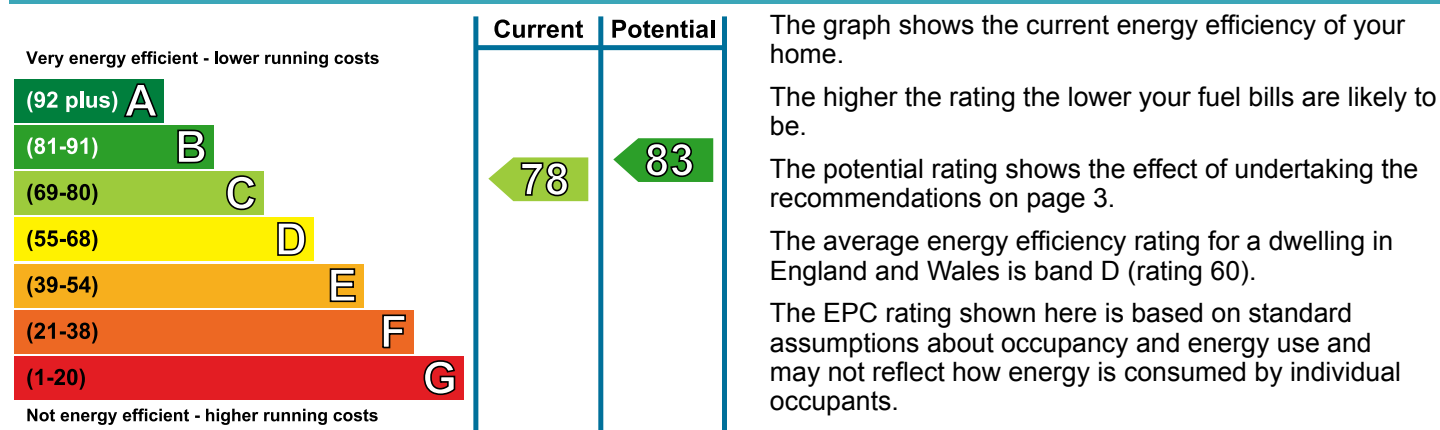 Current Potential
Very energy efficient - lower running costs
(92 plus) A
(81-91) B
(69-80) C
(55-68) D
(39-54) E
(21-38) F
(1-20) G
Not energy efficient - higher running costs
78
83
The graph shows the current energy efficiency of your
home.
The higher the rating the lower your fuel bills are likely to
be.
The potential rating shows the effect of undertaking the
recommendations on page 3.
The average energy efficiency rating for a dwelling in
England and Wales is band D (rating 60).
The EPC rating shown here is based on standard
assumptions about occupancy and energy use and
may not reflect how energy is consumed by individual
occupants.